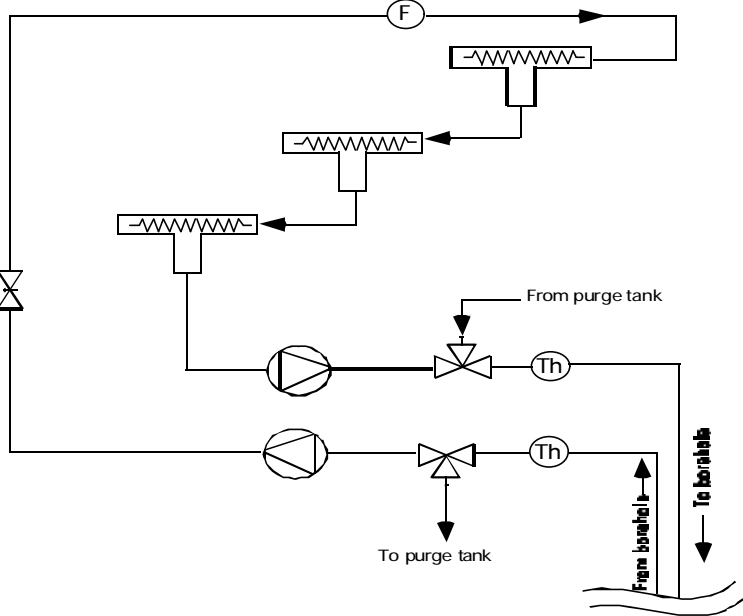 F
From purge tank
Th
Th
To purge tank
From borehole
To borehole